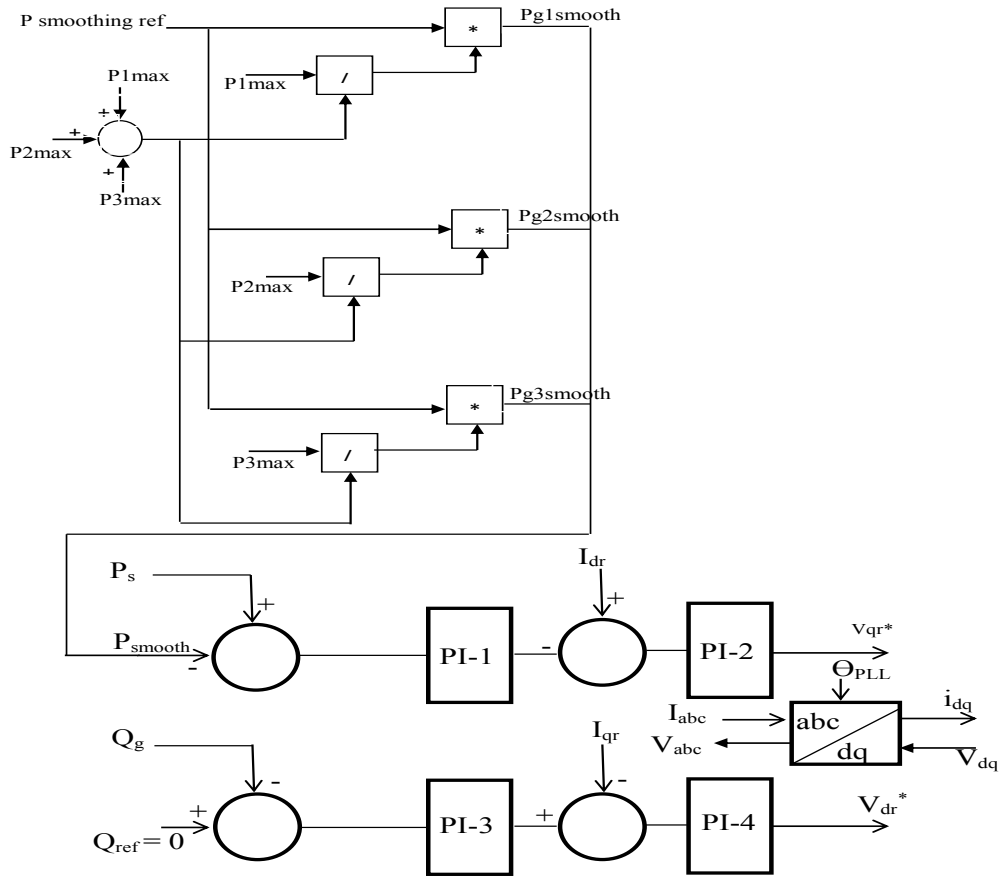 P smoothing ref
*
Pg1smooth
P1max
/
P1max
+
P2max
+
+
P3max
*
Pg2smooth
P2max
/
*
Pg3smooth
P3max
/
Ps
+
Psmooth
-
PI-1
-
Idr
+
PI-2
Vqr*
ΘPLL
Iabc
abc
idq
Vabc
dq
Vdq
Qg
-
+
Qref = 0
PI-3
+
Iqr
-
PI-4
Vdr*